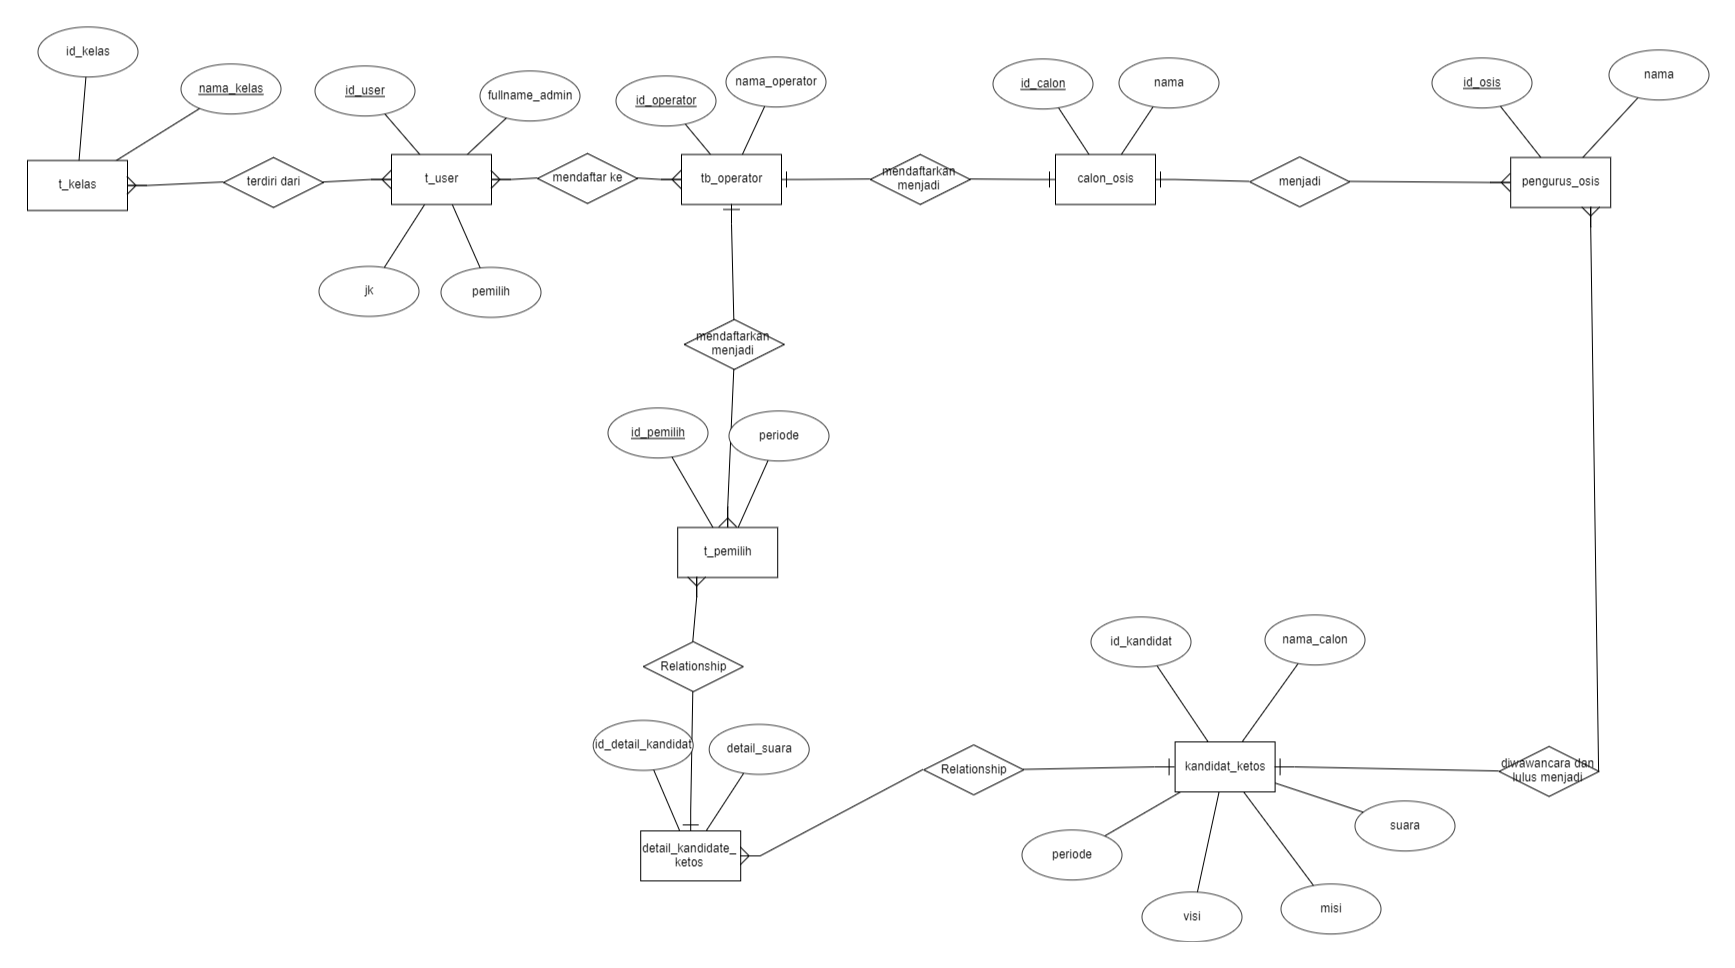 id_kelas
nama_kelas
id_user
fullname_admin
id_operator
nama_operator
id_calon
nama
id_osis
nama
t_kelas
terdiri dari
t_user
mendaftar ke
tb_operator
mendaftarkan
menjadi
calon_osis
menjadi
pengurus_osis
jk
pemilih
mendaftarkan
menjadi
id_pemilih
periode
t_pemilih
Relationship
id_kandidat
nama_calon
id_detail_kandidat
detail_suara
Relationship
kandidat_ketos
diwawancara dan
lulus menjadi
detail_kandidate_
ketos
periode
suara
visi
misi